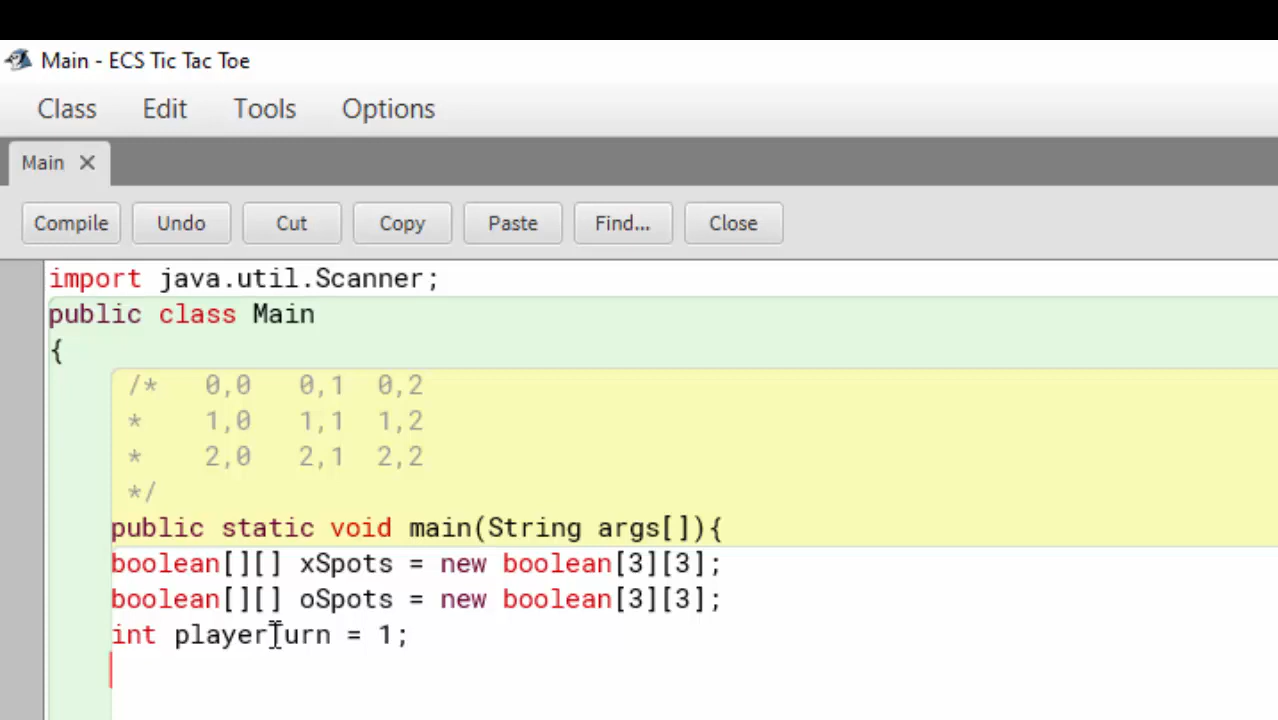 Main - ECS Tic Tac Toe
Class Edit Tools Options
Main ×
Compile Undo Cut Copy Paste Find... Close
import java.util.Scanner;
public class Main
{
/* 0,0 0,1 0,2
* 1,0 1,1 1,2
* 2,0 2,1 2,2
*/
public static void main(String args[]){
boolean[][] xSpots = new boolean[3][3];
boolean[][] oSpots = new boolean[3][3];
int playerTurn = 1;